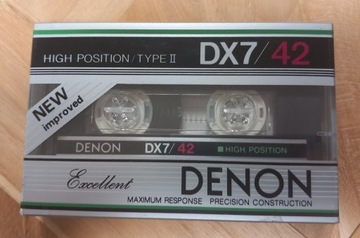 HIGH POSITION / TYPE II DX7/42
NEW
improved
DENON DX7/42 HIGH POSITION
Excellent DENON
MAXIMUM RESPONSE PRECISION CONSTRUCTION